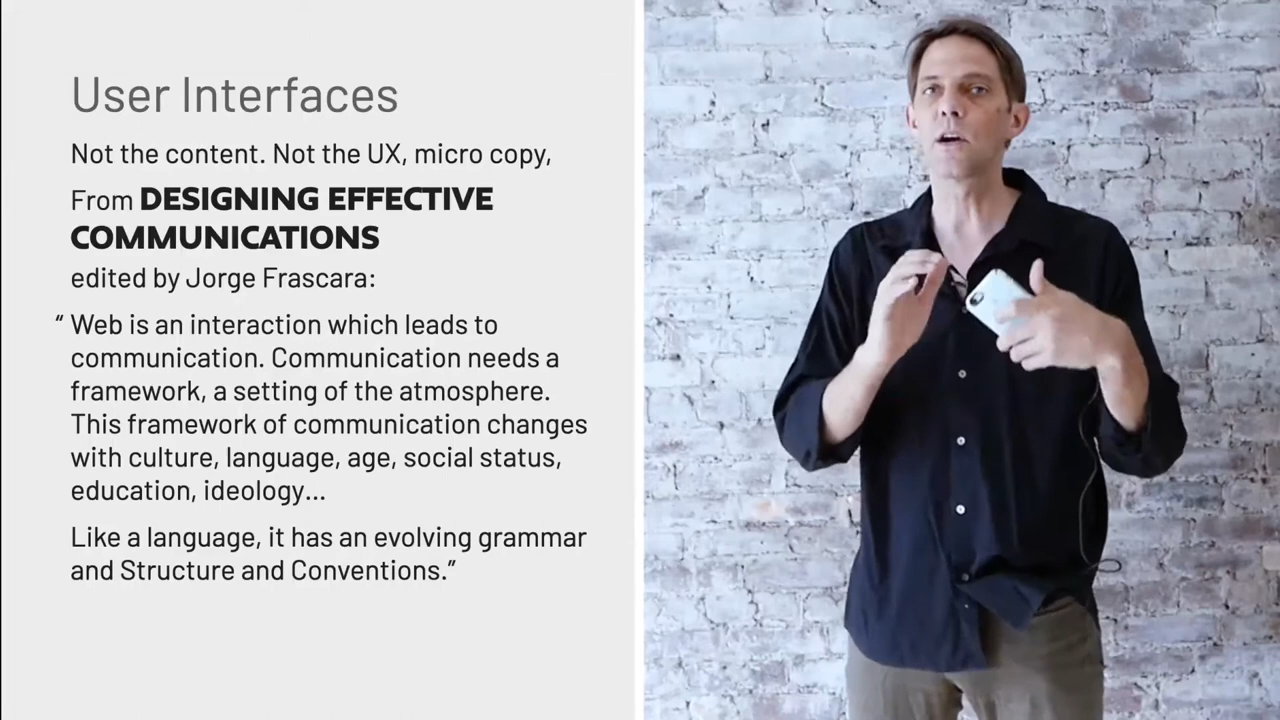 User Interfaces
Not the content. Not the UX, micro copy,
From DESIGNING EFFECTIVE
COMMUNICATIONS
edited by Jorge Frascara:
“ Web is an interaction which leads to
communication. Communication needs a
framework, a setting of the atmosphere.
This framework of communication changes
with culture, language, age, social status,
education, ideology...
Like a language, it has an evolving grammar
and Structure and Conventions.”